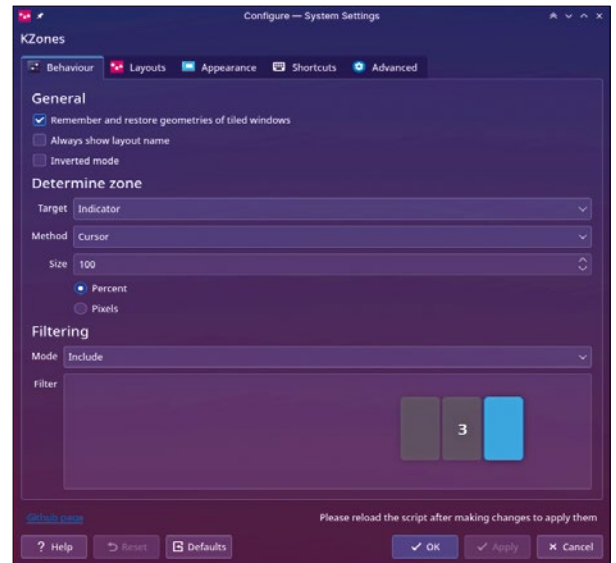 Configure — System Settings
KZones
Behaviour Layouts Appearance Shortcuts Advanced
General
Remember and restore geometries of tiled windows
Always show layout name
Inverted mode
Determine zone
Target Indicator
Method Cursor
Size 100
Percent
Pixels
Filtering
Mode Include
Filter
3
Github page Please reload the script after making changes to apply them
? Help Reset Defaults OK Apply Cancel